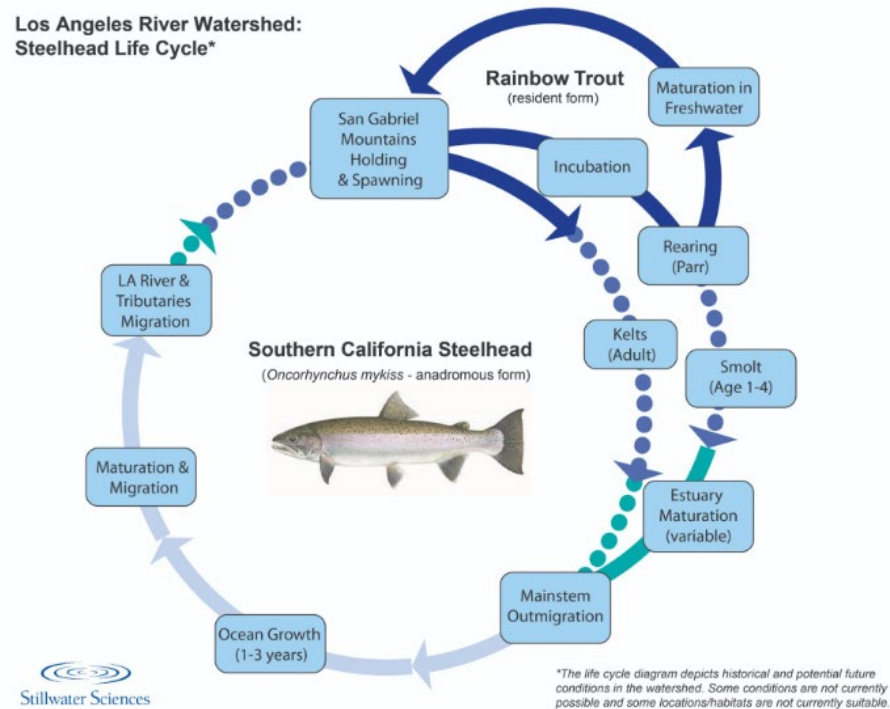 Los Angeles River Watershed:
Steelhead Life Cycle*
Rainbow Trout
(resident form)
Maturation in
Freshwater
San Gabriel
Mountains
Holding
& Spawning
Incubation
Rearing
(Parr)
LA River &
Tributaries
Migration
Kelts
(Adult)
Smolt
(Age 1-4)
Southern California Steelhead
(Oncorhynchus mykiss - anadromous form)
Maturation &
Migration
Estuary
Maturation
(variable)
Mainstem
Outmigration
Ocean Growth
(1-3 years)
Stillwater Sciences
*The life cycle diagram depicts historical and potential future
conditions in the watershed. Some conditions are not currently
possible and some locations/habitats are not currently suitable.